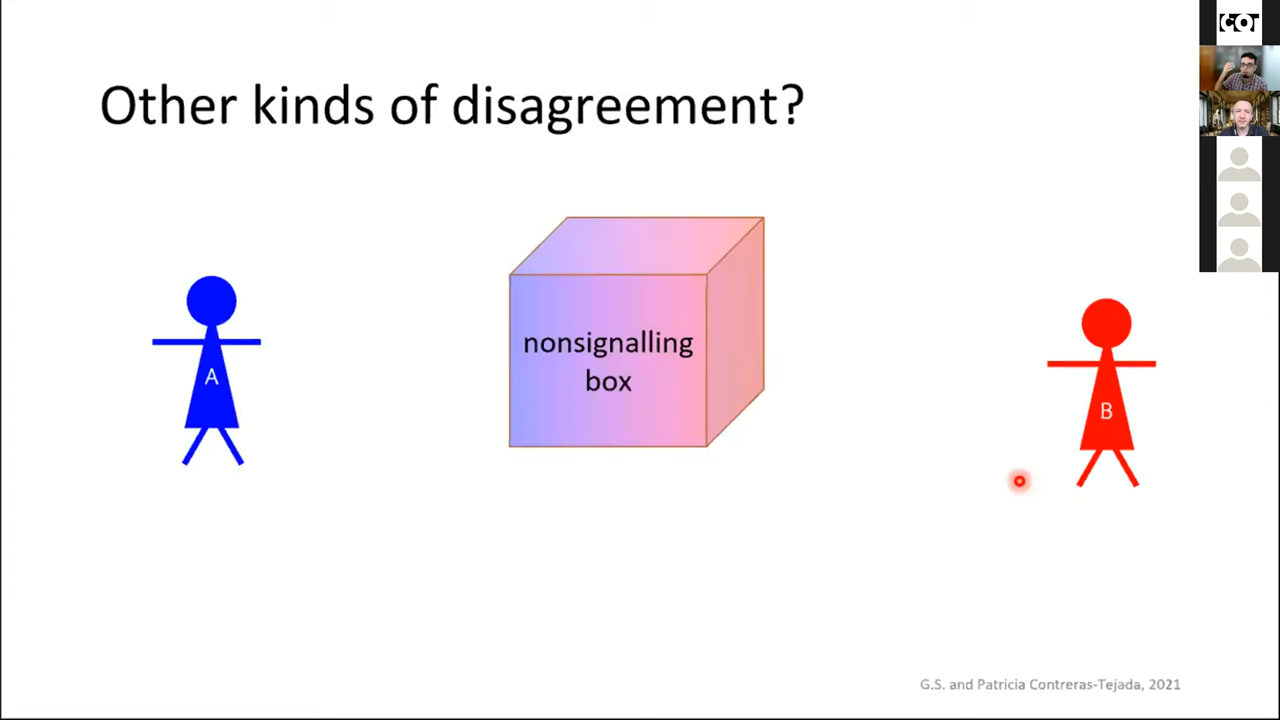 Other kinds of disagreement?
A
nonsignalling
box
B
G.S. and Patricia Contreras-Tejada, 2021